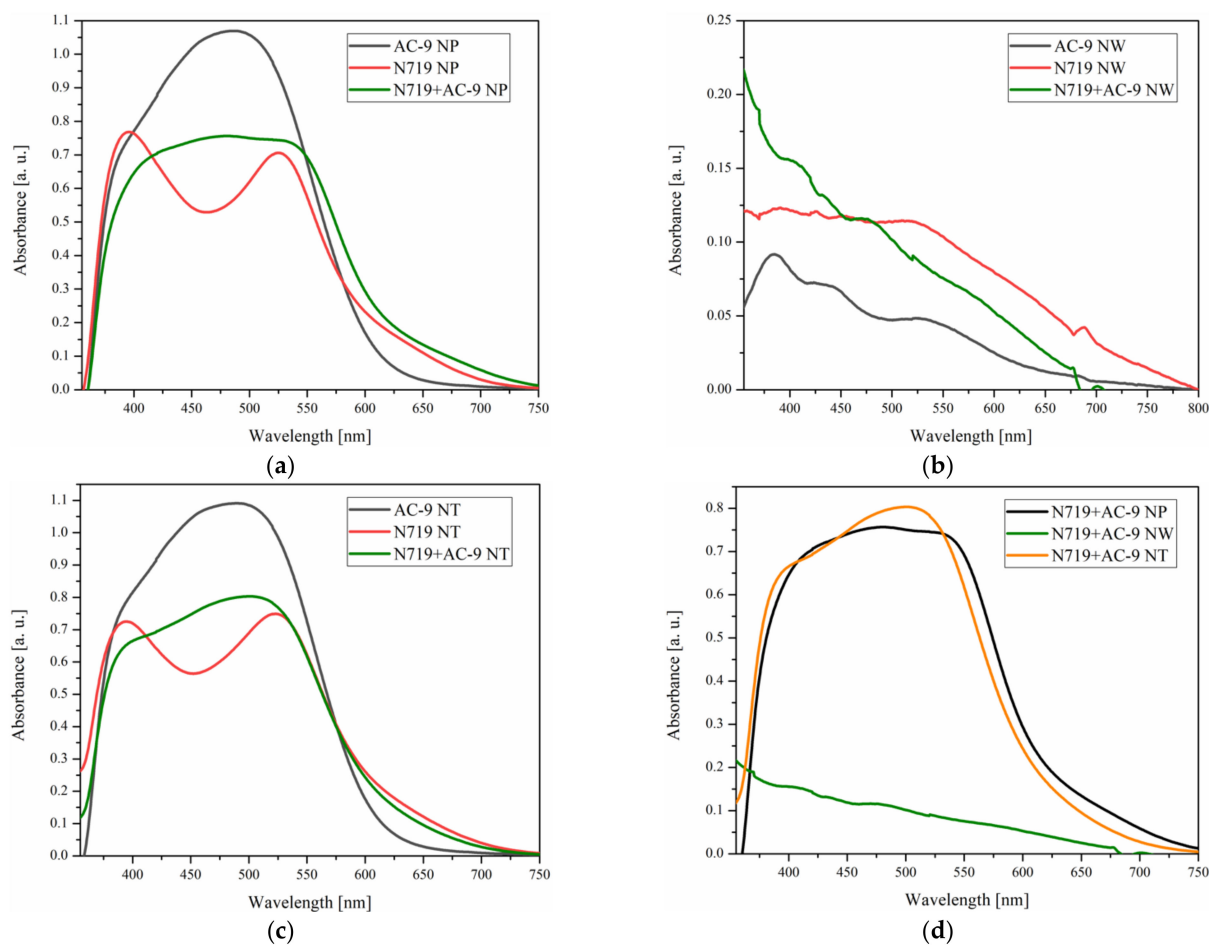 AC-9 NP
N719 NP
N719+AC-9 NP
Absorbance [a. u.]
1.1
1.0
0.9
0.8
0.7
0.6
0.5
0.4
0.3
0.2
0.1
0.0
400 450 500 550 600 650 700 750
Wavelength [nm]
(a)
AC-9 NW
N719 NW
N719+AC-9 NW
Absorbance [a. u.]
0.25
0.20
0.15
0.10
0.05
0.00
400 450 500 550 600 650 700 750 800
Wavelength [nm]
(b)
AC-9 NT
N719 NT
N719+AC-9 NT
Absorbance [a. u.]
1.1
1.0
0.9
0.8
0.7
0.6
0.5
0.4
0.3
0.2
0.1
0.0
400 450 500 550 600 650 700 750
Wavelength [nm]
(c)
N719+AC-9 NP
N719+AC-9 NW
N719+AC-9 NT
Absorbance [a. u.]
0.8
0.7
0.6
0.5
0.4
0.3
0.2
0.1
0.0
400 450 500 550 600 650 700 750
Wavelength [nm]
(d)